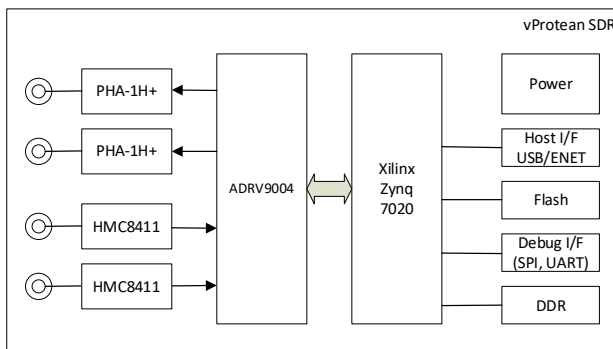 vProtean SDR
PHA-1H+
PHA-1H+
HMC8411
HMC8411
ADRV9004
Xilinx
Zynq
7020
Power
Host I/F
USB/ENET
Flash
Debug I/F
(SPI, UART)
DDR